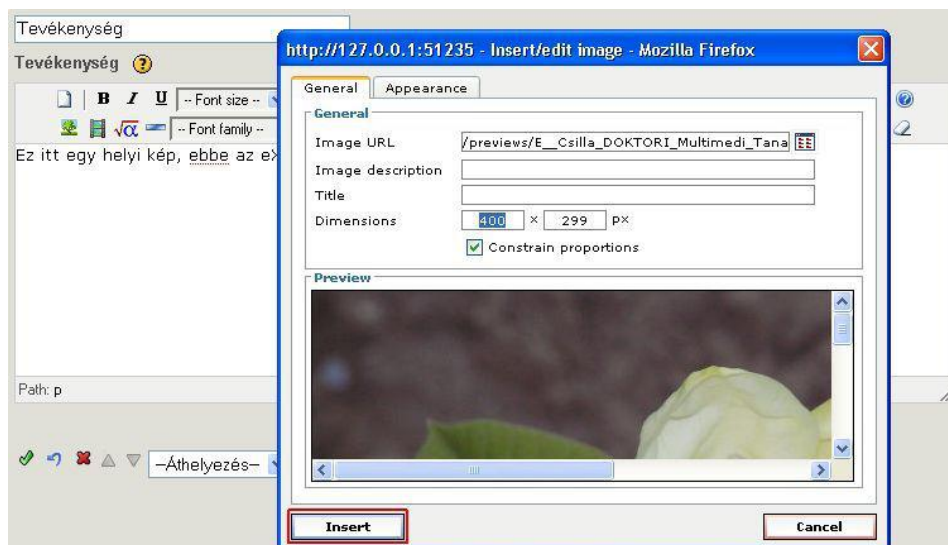 Tevékenység
Tevékenység
B I U -- Font size --
√α -- Font family --
Ez itt egy helyi kép, ebbe az eX
Path: p
—Áthelyezés—
http://127.0.0.1:51235 - Insert/edit image - Mozilla Firefox
General Appearance
General
Image URL /previews/E__Csilla_DOKTORI_Multimedi_Tana
Image description
Title
Dimensions 400 × 299 px
Constrain proportions
Preview
Insert Cancel